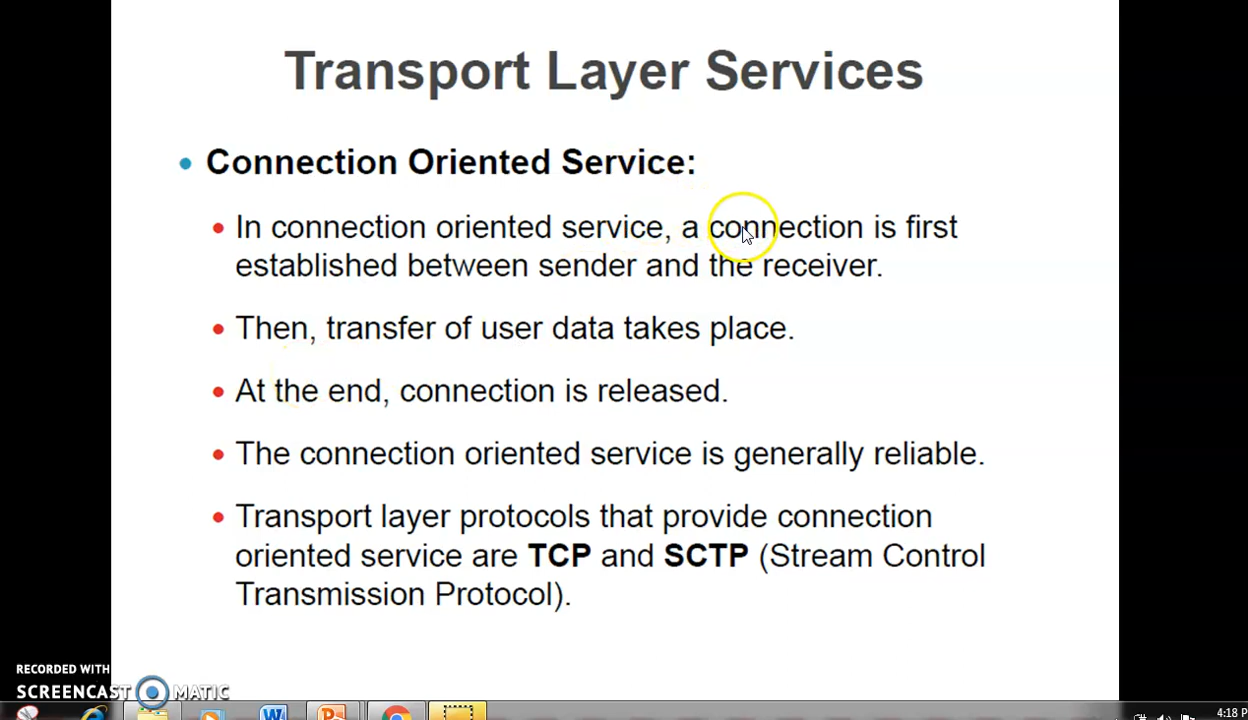 Transport Layer Services
Connection Oriented Service:
In connection oriented service, a connection is first
established between sender and the receiver.
Then, transfer of user data takes place.
At the end, connection is released.
The connection oriented service is generally reliable.
Transport layer protocols that provide connection
oriented service are TCP and SCTP (Stream Control
Transmission Protocol).
RECORDED WITH
SCREENCAST MATIC
4:18 P